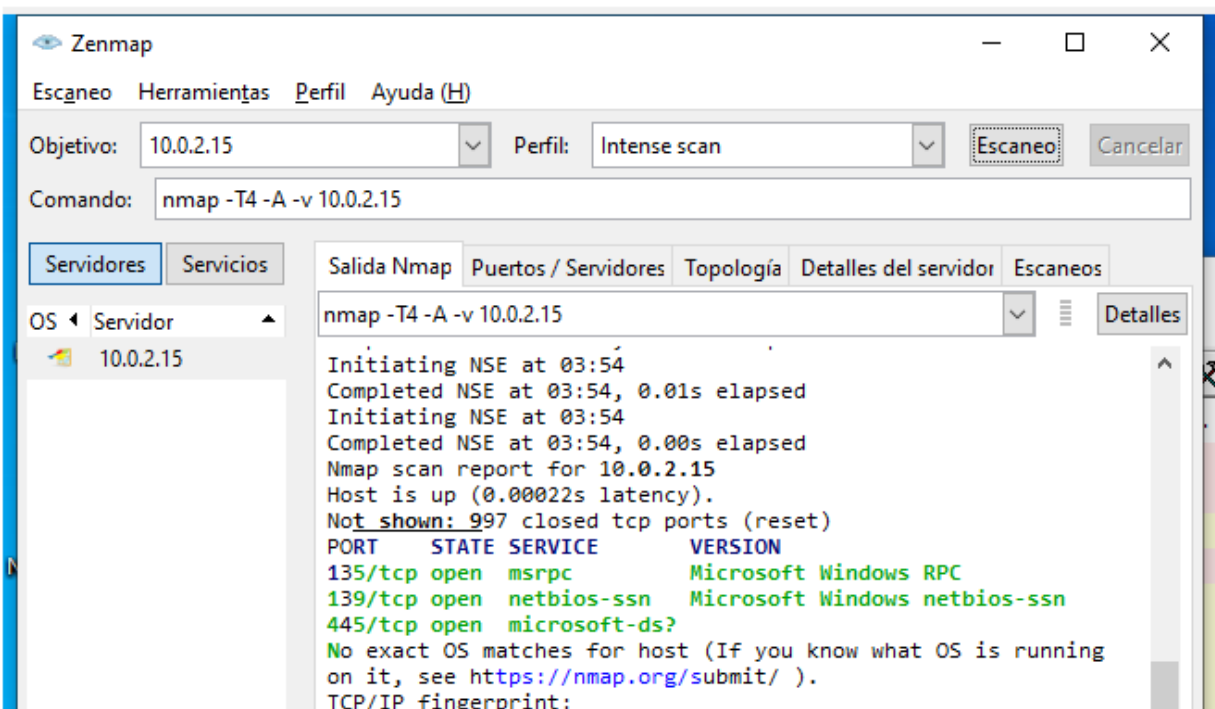 Zenmap
Escaneo Herramientas Perfil Ayuda (H)
Objetivo: 10.0.2.15 Perfil: Intense scan Escaneo Cancelar
Comando: nmap -T4 -A -v 10.0.2.15
Servidores Servicios Salida Nmap Puertos / Servidores Topología Detalles del servidor Escaneos
nmap -T4 -A -v 10.0.2.15 Detalles
OS Servidor
10.0.2.15
Initiating NSE at 03:54
Completed NSE at 03:54, 0.01s elapsed
Initiating NSE at 03:54
Completed NSE at 03:54, 0.00s elapsed
Nmap scan report for 10.0.2.15
Host is up (0.00022s latency).
Not shown: 997 closed tcp ports (reset)
PORT STATE SERVICE VERSION
135/tcp open msrpc Microsoft Windows RPC
139/tcp open netbios-ssn Microsoft Windows netbios-ssn
445/tcp open microsoft-ds?
No exact OS matches for host (If you know what OS is running
on it, see https://nmap.org/submit/ ).
TCP/IP fingerprint: